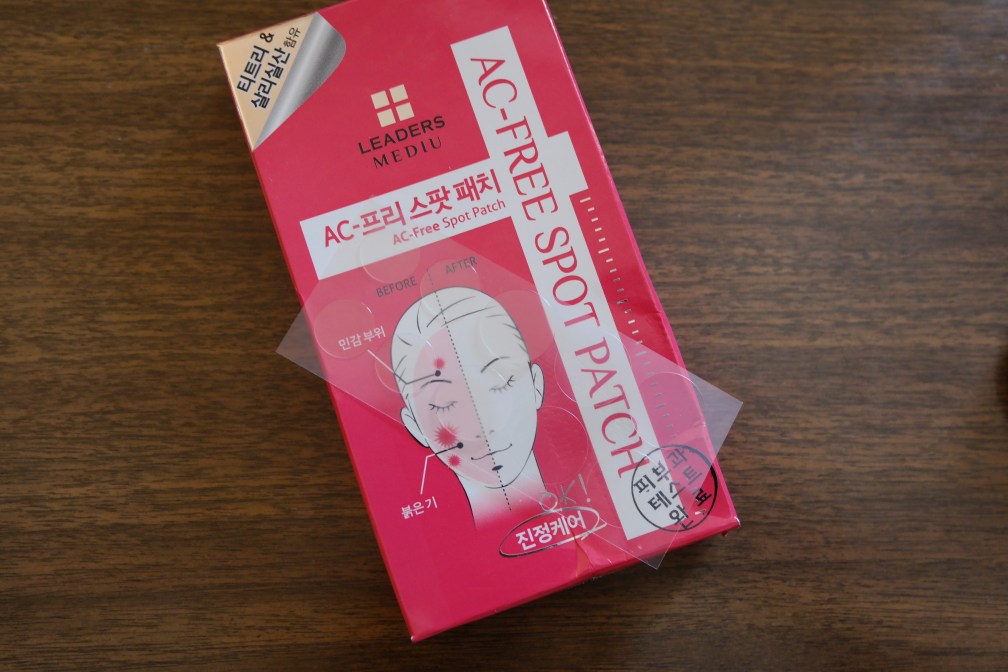 티트리 &
살리실산 함유
LEADERS
MEDIU
AC-FREE SPOT PATCH
AC-프리 스팟 패치
AC-Free Spot Patch
BEFORE
AFTER
민감 부위
붉은 기
OK!
진정케어
피부과
테스트
완료